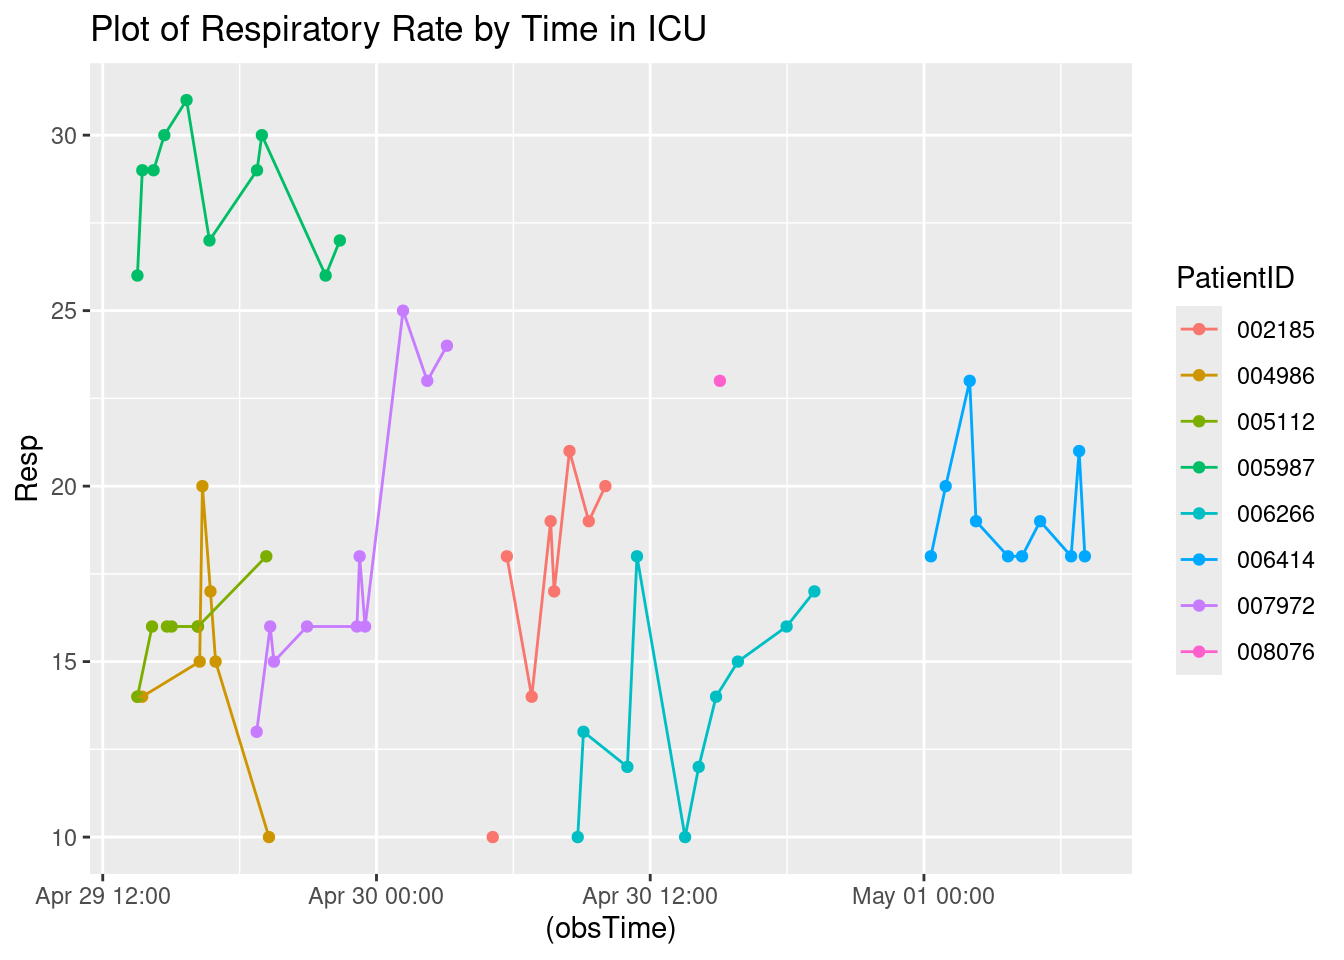 Plot of Respiratory Rate by Time in ICU
30
25
20
15
10
Resp
Apr 29 12:00
Apr 30 00:00
Apr 30 12:00
May 01 00:00
(obsTime)
PatientID
002185
004986
005112
005987
006266
006414
007972
008076